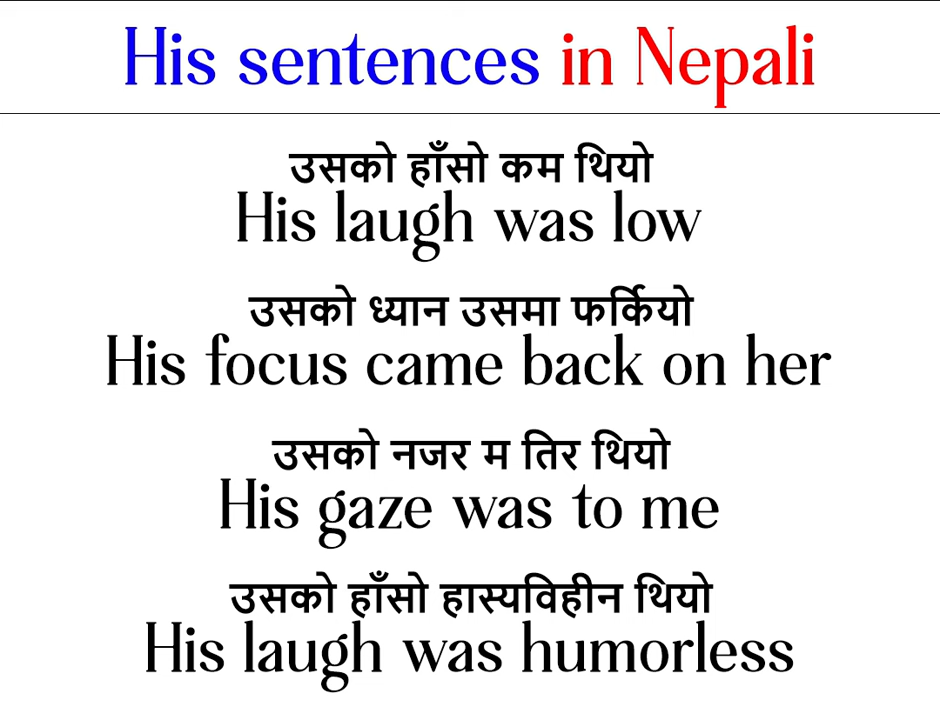 His sentences in Nepali
उसको हाँसो कम थियो
His laugh was low
उसको ध्यान उसमा फर्कियो
His focus came back on her
उसको नजर म तिर थियो
His gaze was to me
उसको हाँसो हास्यविहीन थियो
His laugh was humorless